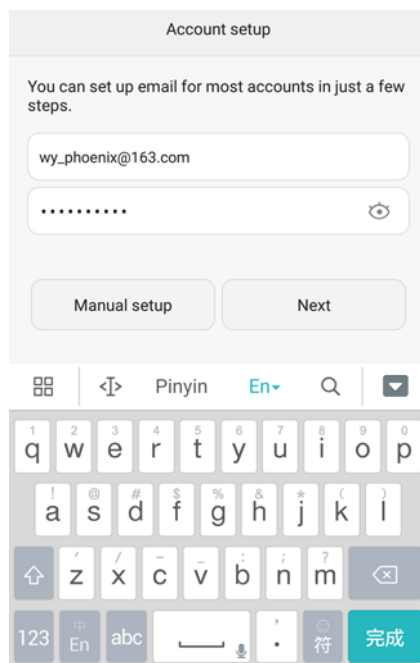 Account setup
You can set up email for most accounts in just a few
steps.
wy_phoenix@163.com
••••••••••
Manual setup Next
Pinyin En
1 2 3 4 5 6 7 8 9 0
q w e r t y u i o p
! @ # $ % & * ( )
a s d f g h j k l
' / - _ : ; ?
z x c v b n m
中 ,
123 En abc . 符 完成